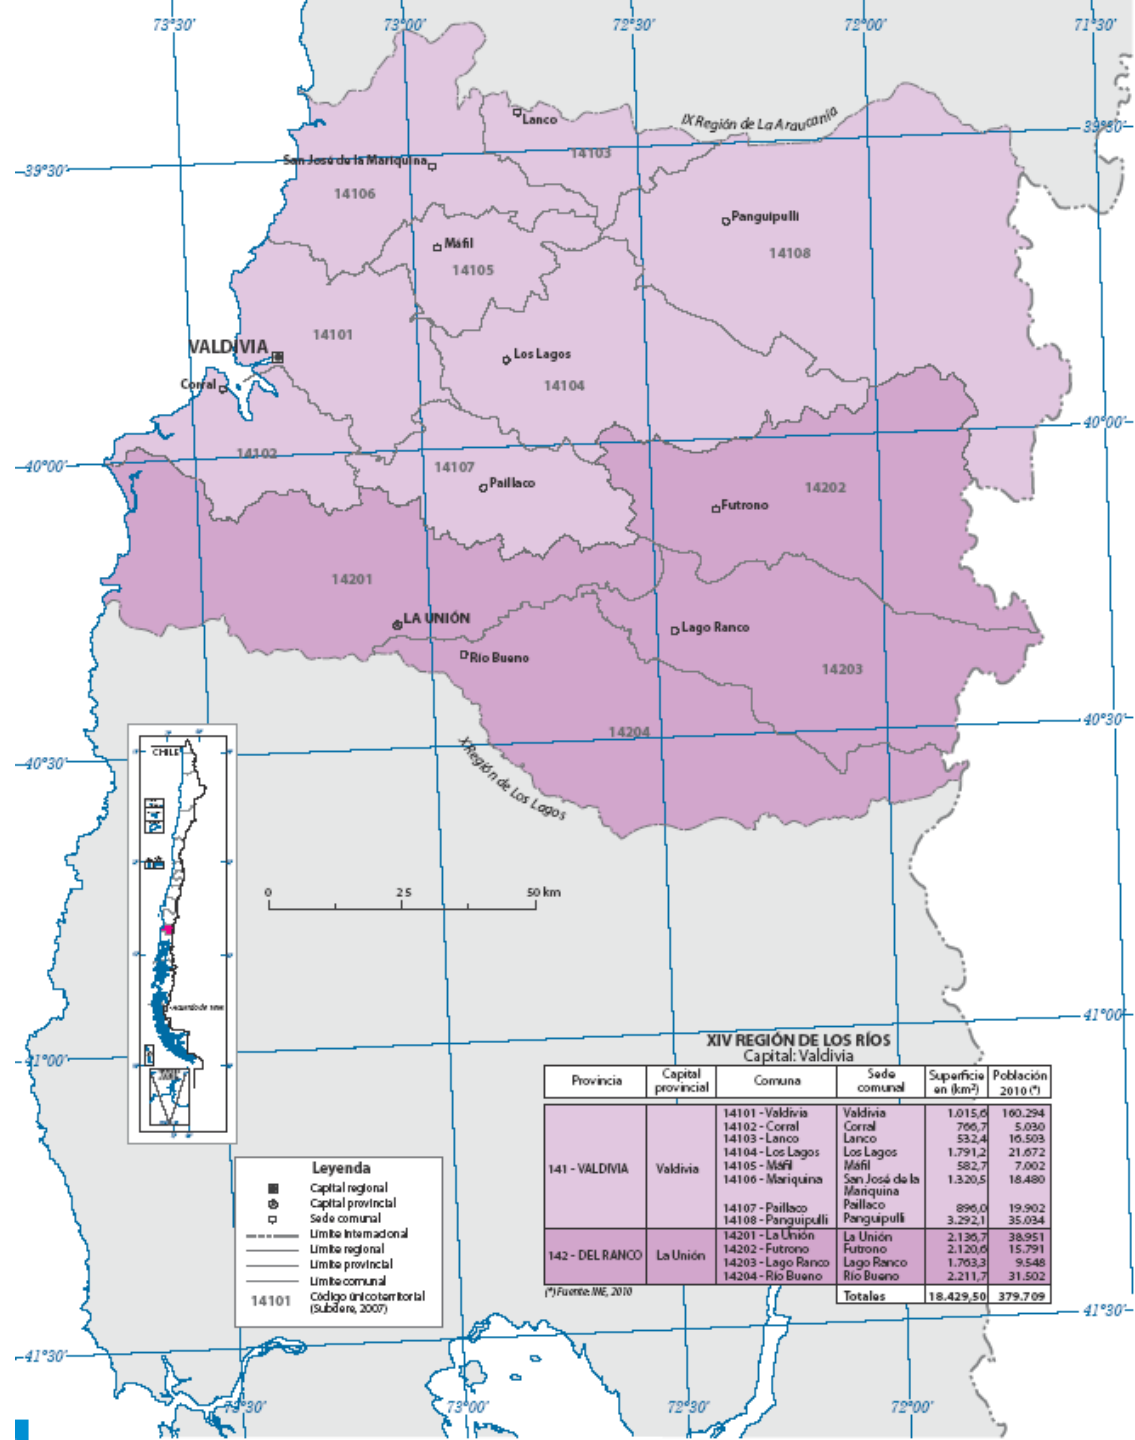 73°30' 73°00' 72°30' 72°00' 71°30'
IX Región de La Araucanía
39°30'
Lanco
14103
San José de la Mariquina
39°30'
14106
Panguipulli
Máfil
14108
14105
14101
VALDIVIA
Los Lagos
Corral
14104
40°00'
14102
40°00'
14107
Paillaco
14202
Futrono
14201
LA UNIÓN
Lago Ranco
Río Bueno
14203
14204
40°30'
X Región de Los Lagos
40°30'
CHILE
0 25 50 km
41°00'
41°00'
XIV REGIÓN DE LOS RÍOS
Capital: Valdivia
Provincia Capital provincial Comuna Sede comunal Superficie en (km²) Población 2010 (*)
141 - VALDIVIA Valdivia
14101 - Valdivia Valdivia 1.015,6 160.294
14102 - Corral Corral 766,7 5.030
14103 - Lanco Lanco 532,4 16.503
14104 - Los Lagos Los Lagos 1.791,2 21.672
14105 - Máfil Máfil 582,7 7.002
14106 - Mariquina San José de la Mariquina 1.320,5 18.480
14107 - Paillaco Paillaco 896,0 19.902
14108 - Panguipulli Panguipulli 3.292,1 35.034
142 - DEL RANCO La Unión
14201 - La Unión La Unión 2.136,7 38.951
14202 - Futrono Futrono 2.120,6 15.791
14203 - Lago Ranco Lago Ranco 1.763,3 9.548
14204 - Río Bueno Río Bueno 2.211,7 31.502
Totales 18.429,50 379.709
(*) Fuente: INE, 2010
Leyenda
Capital regional
Capital provincial
Sede comunal
Límite internacional
Límite regional
Límite provincial
Límite comunal
14101 Código único territorial
(Subdere, 2007)
41°30'
41°30'
73°30' 73°00' 72°30' 72°00'